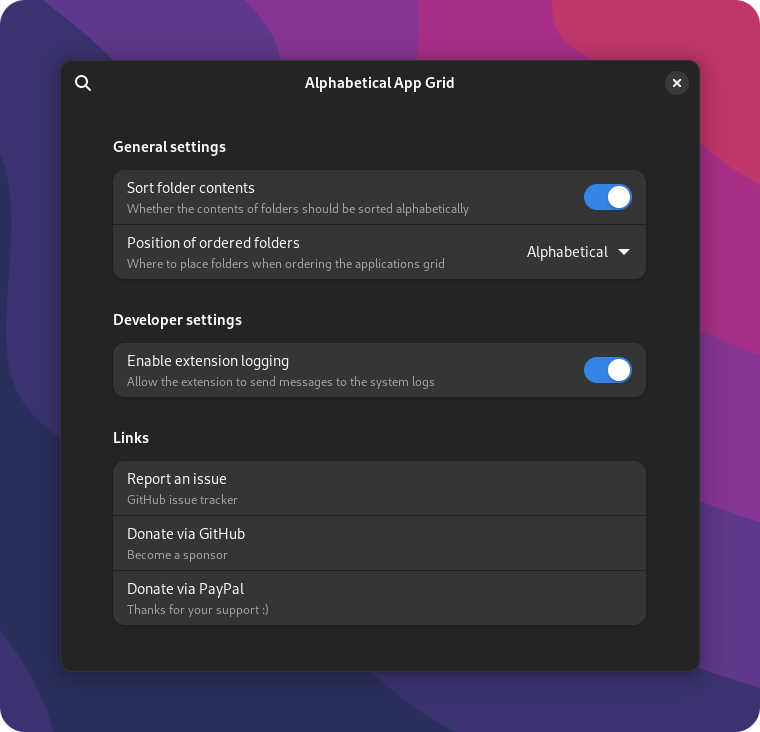 Alphabetical App Grid
General settings
Sort folder contents
Whether the contents of folders should be sorted alphabetically
Position of ordered folders
Where to place folders when ordering the applications grid
Alphabetical
Developer settings
Enable extension logging
Allow the extension to send messages to the system logs
Links
Report an issue
GitHub issue tracker
Donate via GitHub
Become a sponsor
Donate via PayPal
Thanks for your support :)